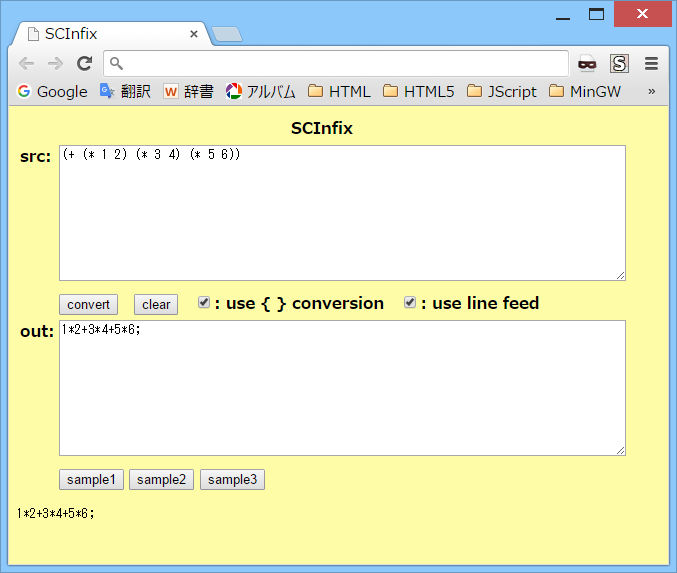 SCInfix
Google 翻訳 辞書 アルバム HTML HTML5 JScript MinGW »
SCInfix
src: (+ (* 1 2) (* 3 4) (* 5 6))
convert clear : use { } conversion : use line feed
out: 1*2+3*4+5*6;
sample1 sample2 sample3
1*2+3*4+5*6;